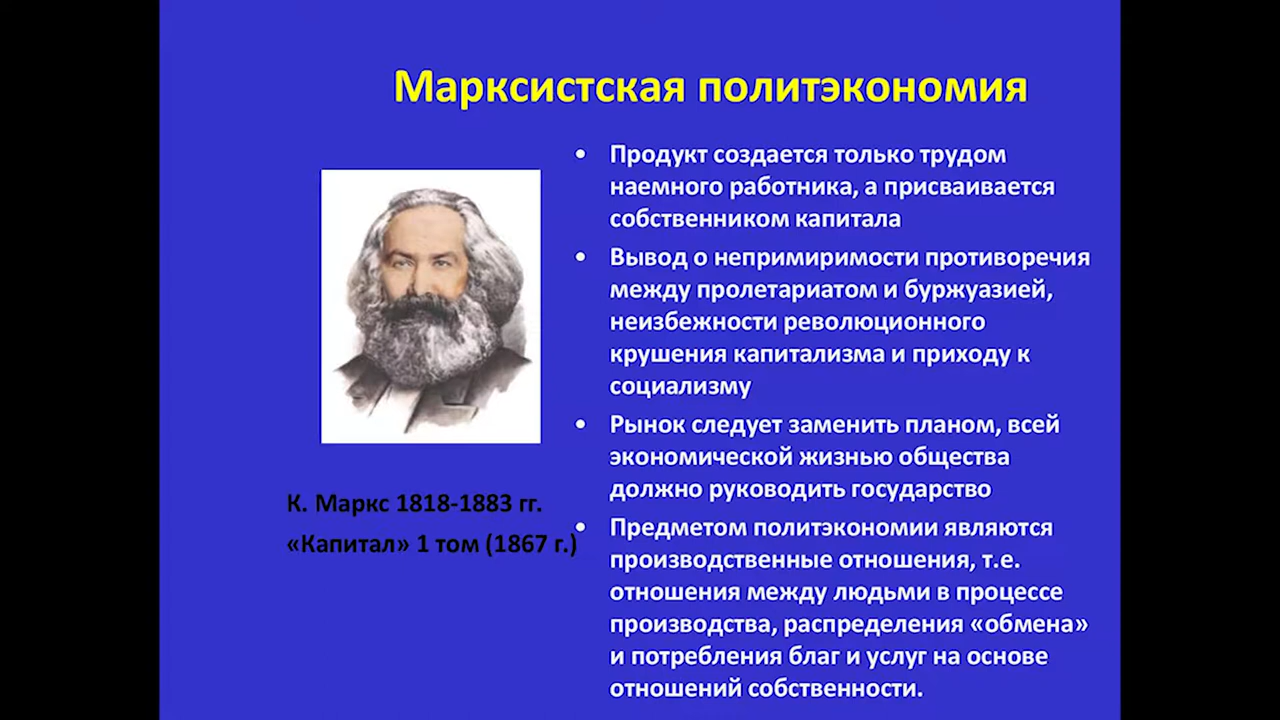 Марксистская политэкономия
К. Маркс 1818-1883 гг.
«Капитал» 1 том (1867 г.)
• Продукт создается только трудом
наемного работника, а присваивается
собственником капитала
• Вывод о непримиримости противоречия
между пролетариатом и буржуазией,
неизбежности революционного
крушения капитализма и приходу к
социализму
• Рынок следует заменить планом, всей
экономической жизнью общества
должно руководить государство
• Предметом политэкономии являются
производственные отношения, т.е.
отношения между людьми в процессе
производства, распределения «обмена»
и потребления благ и услуг на основе
отношений собственности.